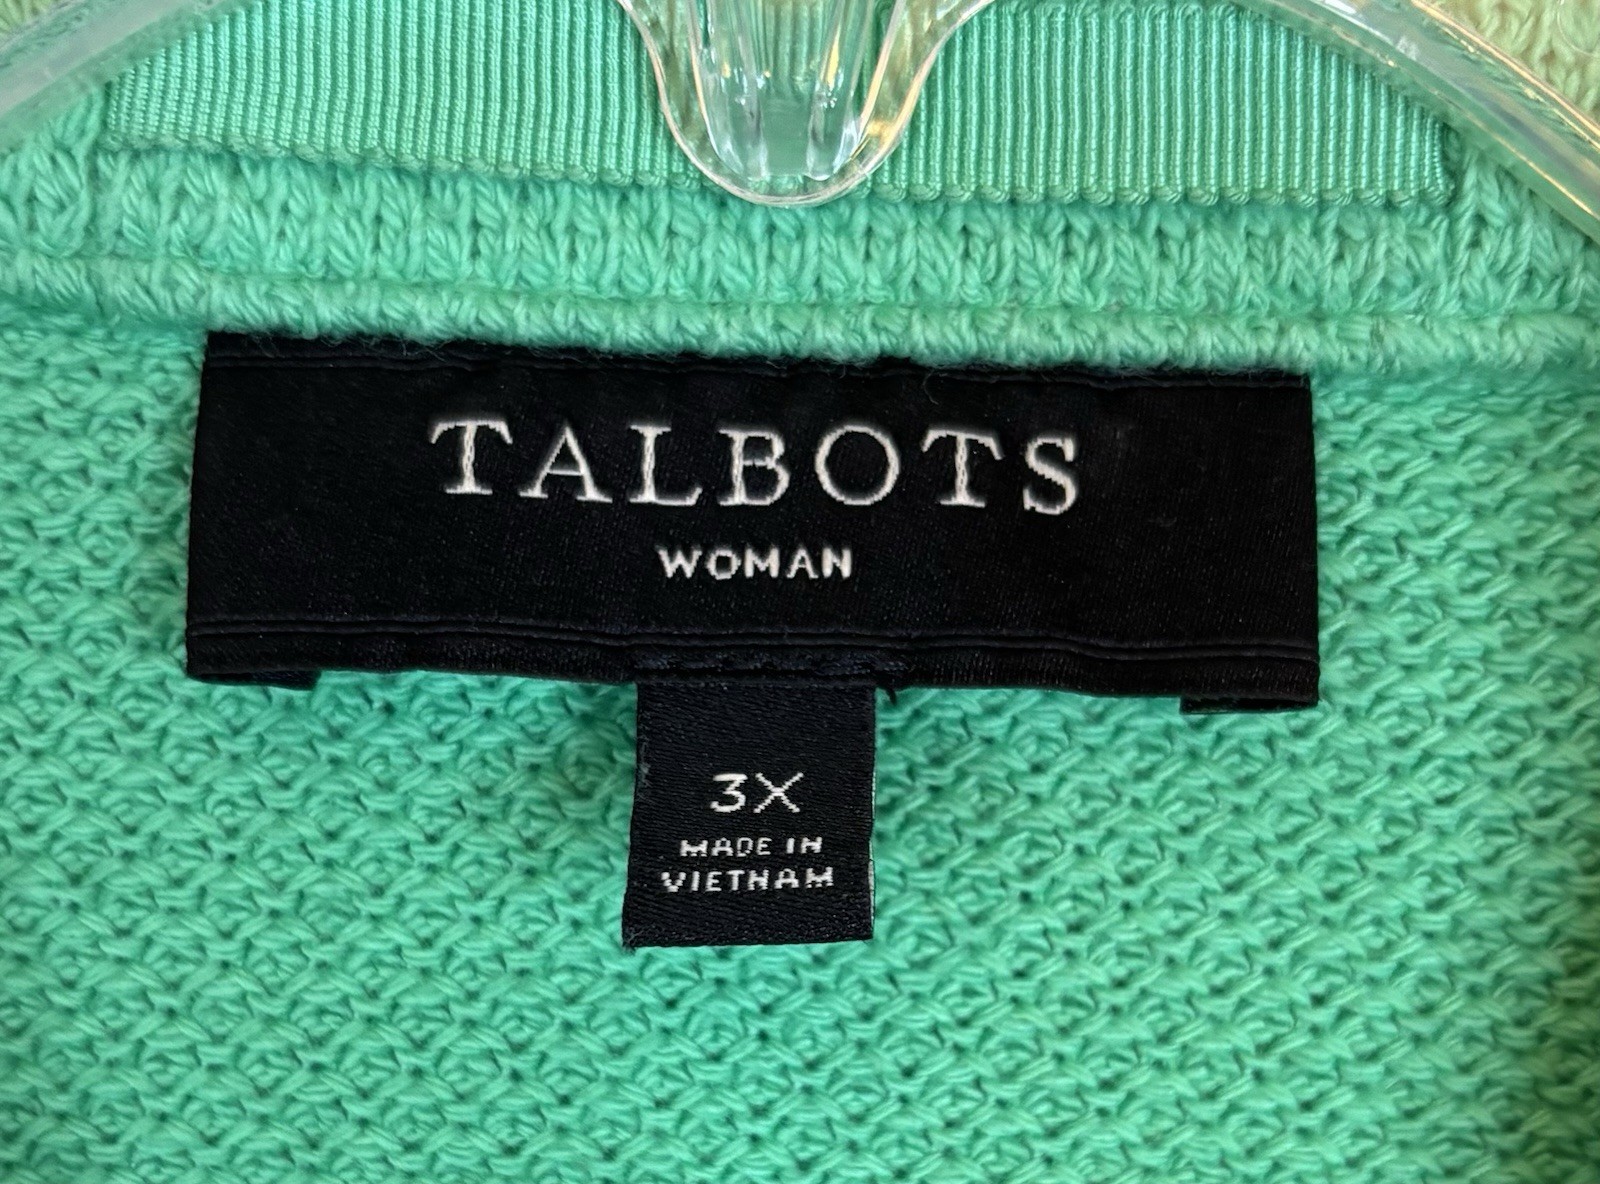 TALBOTS
WOMAN
3X
MADE IN
VIETNAM